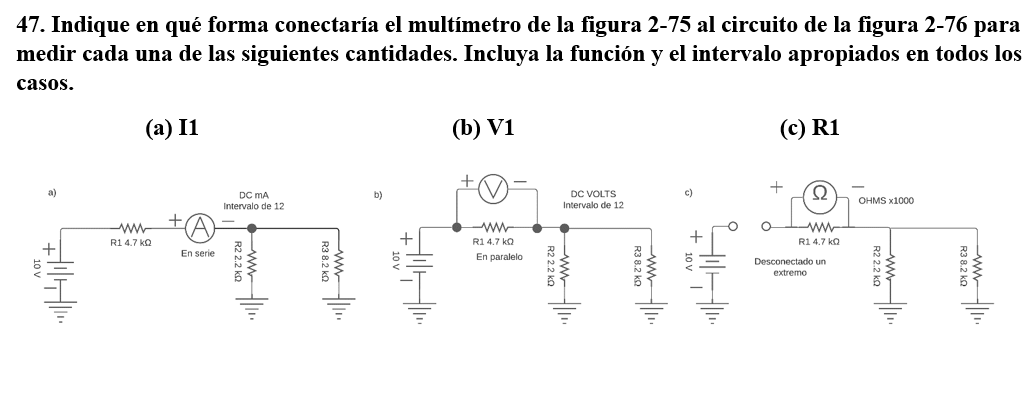 47. Indique en qué forma conectaría el multímetro de la figura 2-75 al circuito de la figura 2-76 para
medir cada una de las siguientes cantidades. Incluya la función y el intervalo apropiados en todos los
casos.
(a) I1
(b) V1
(c) R1
a)
DC mA
Intervalo de 12
+
A
−
R1 4.7 kΩ
En serie
+
10 V
−
R2 2.2 kΩ
R3 8.2 kΩ
b)
+
V
−
DC VOLTS
Intervalo de 12
R1 4.7 kΩ
En paralelo
+
10 V
−
R2 2.2 kΩ
R3 8.2 kΩ
c)
+
Ω
−
OHMS x1000
R1 4.7 kΩ
Desconectado un
extremo
+
10 V
−
R2 2.2 kΩ
R3 8.2 kΩ